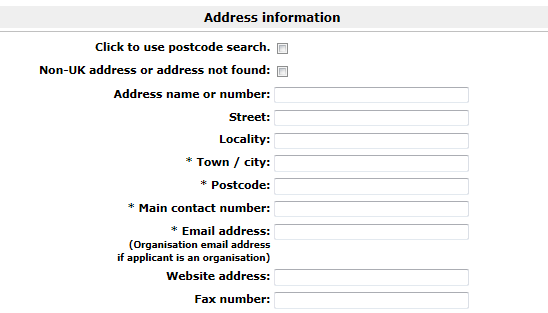 Address information
Click to use postcode search.
Non-UK address or address not found:
Address name or number:
Street:
Locality:
* Town / city:
* Postcode:
* Main contact number:
* Email address:
(Organisation email address
if applicant is an organisation)
Website address:
Fax number: